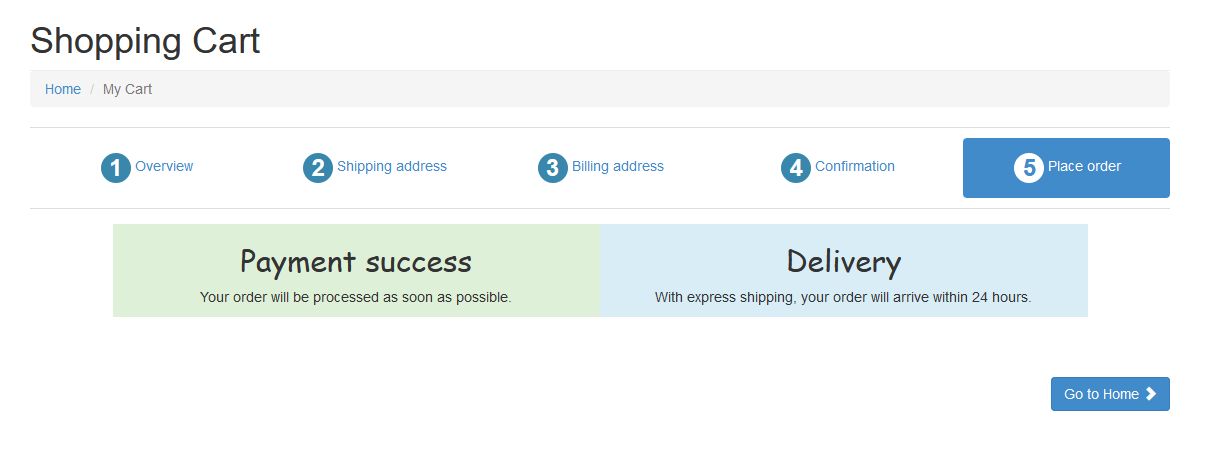 Shopping Cart
Home / My Cart
1 Overview 2 Shipping address 3 Billing address 4 Confirmation 5 Place order
Payment success
Your order will be processed as soon as possible.
Delivery
With express shipping, your order will arrive within 24 hours.
Go to Home